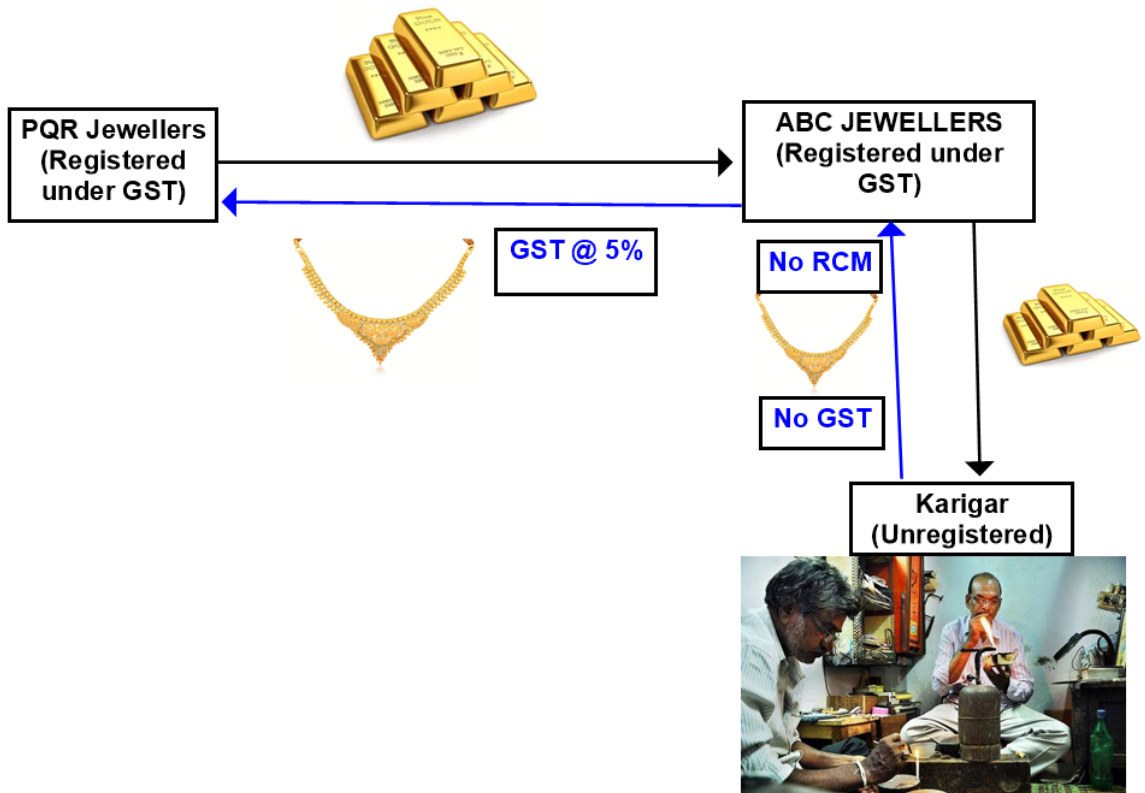 PQR Jewellers
(Registered
under GST)
ABC JEWELLERS
(Registered under
GST)
GST @ 5%
No RCM
No GST
Karigar
(Unregistered)